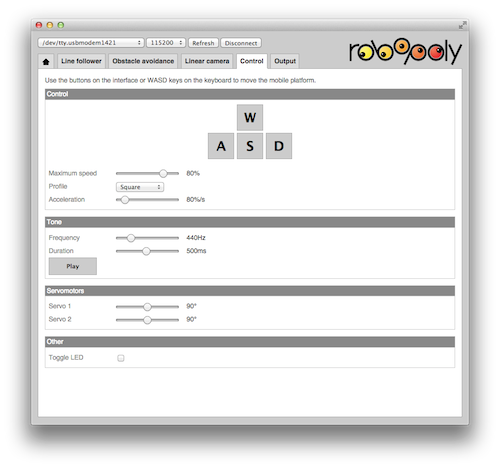 /dev/tty.usbmodem1421 115200 Refresh Disconnect
robopoly
Line follower Obstacle avoidance Linear camera Control Output
Use the buttons on the interface or WASD keys on the keyboard to move the mobile platform.
Control
W
A S D
Maximum speed 80%
Profile Square
Acceleration 80%/s
Tone
Frequency 440Hz
Duration 500ms
Play
Servomotors
Servo 1 90°
Servo 2 90°
Other
Toggle LED